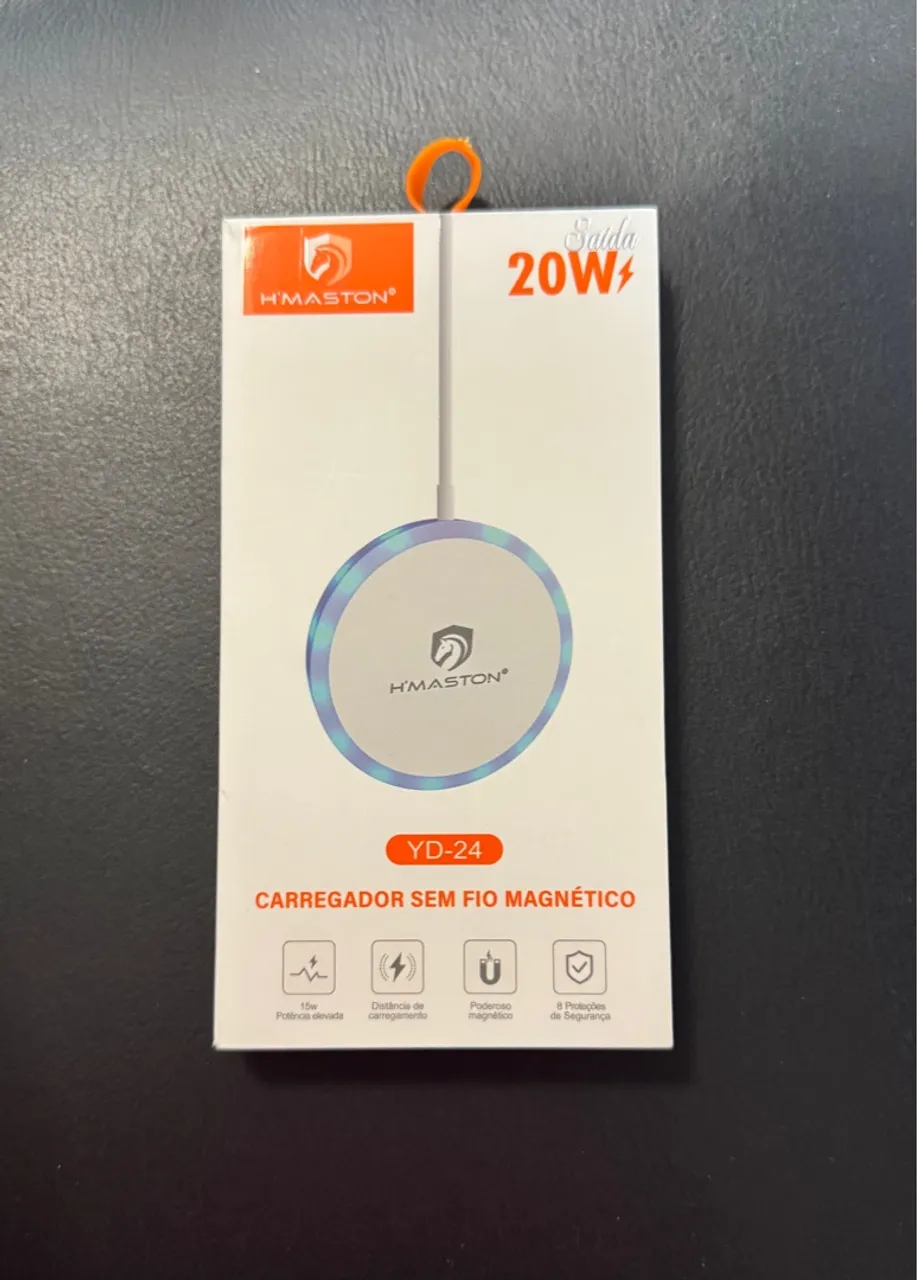 H'MASTON®
Saída
20W
H'MASTON®
YD-24
CARREGADOR SEM FIO MAGNÉTICO
15w
Potência elevada
Distância de
carregamento
Poderoso
magnético
8 Proteções
de Segurança